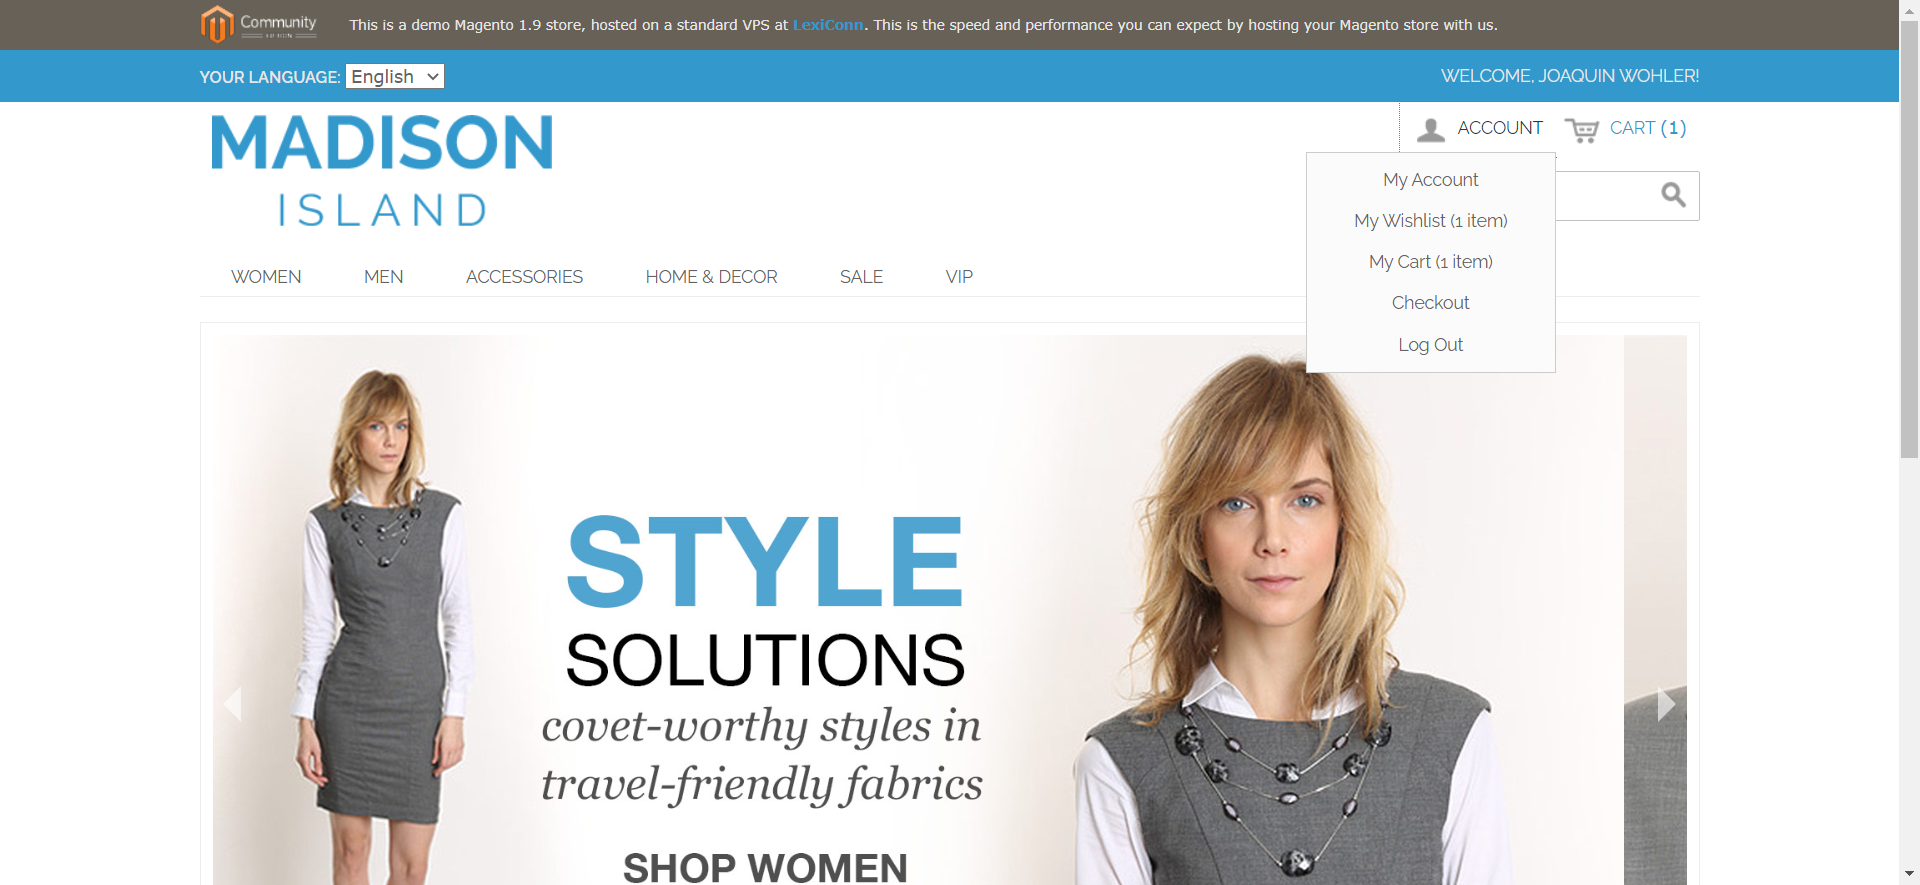 Community
This is a demo Magento 1.9 store, hosted on a standard VPS at LexiConn. This is the speed and performance you can expect by hosting your Magento store with us.
YOUR LANGUAGE: English
WELCOME, JOAQUIN WOHLER!
MADISON
ISLAND
ACCOUNT
CART (1)
My Account
My Wishlist (1 item)
My Cart (1 item)
Checkout
Log Out
WOMEN
MEN
ACCESSORIES
HOME & DECOR
SALE
VIP
STYLE
SOLUTIONS
covet-worthy styles in
travel-friendly fabrics
SHOP WOMEN